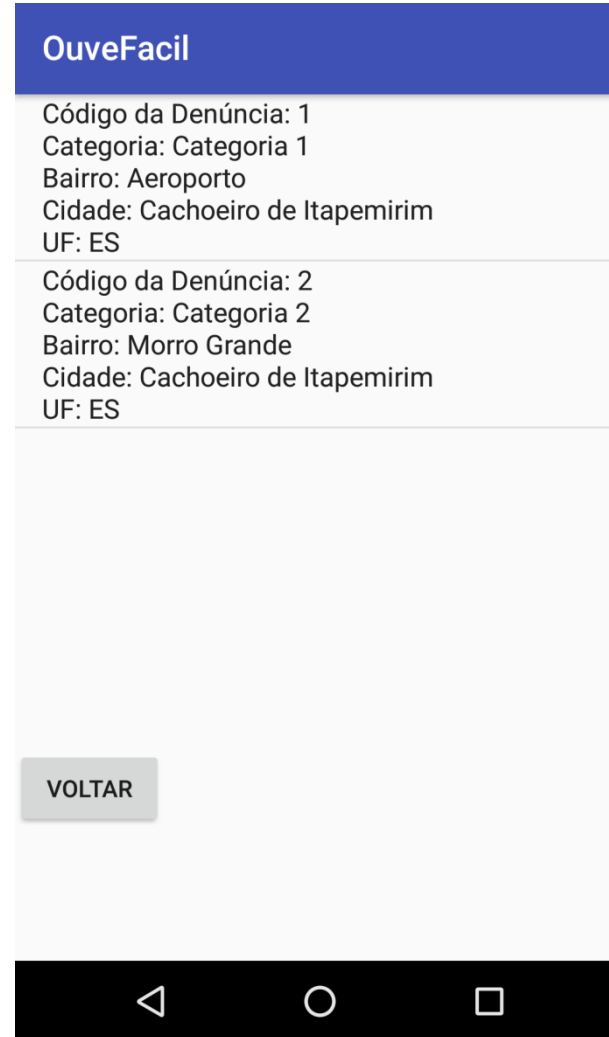 OuveFacil
Código da Denúncia: 1
Categoria: Categoria 1
Bairro: Aeroporto
Cidade: Cachoeiro de Itapemirim
UF: ES
Código da Denúncia: 2
Categoria: Categoria 2
Bairro: Morro Grande
Cidade: Cachoeiro de Itapemirim
UF: ES
VOLTAR